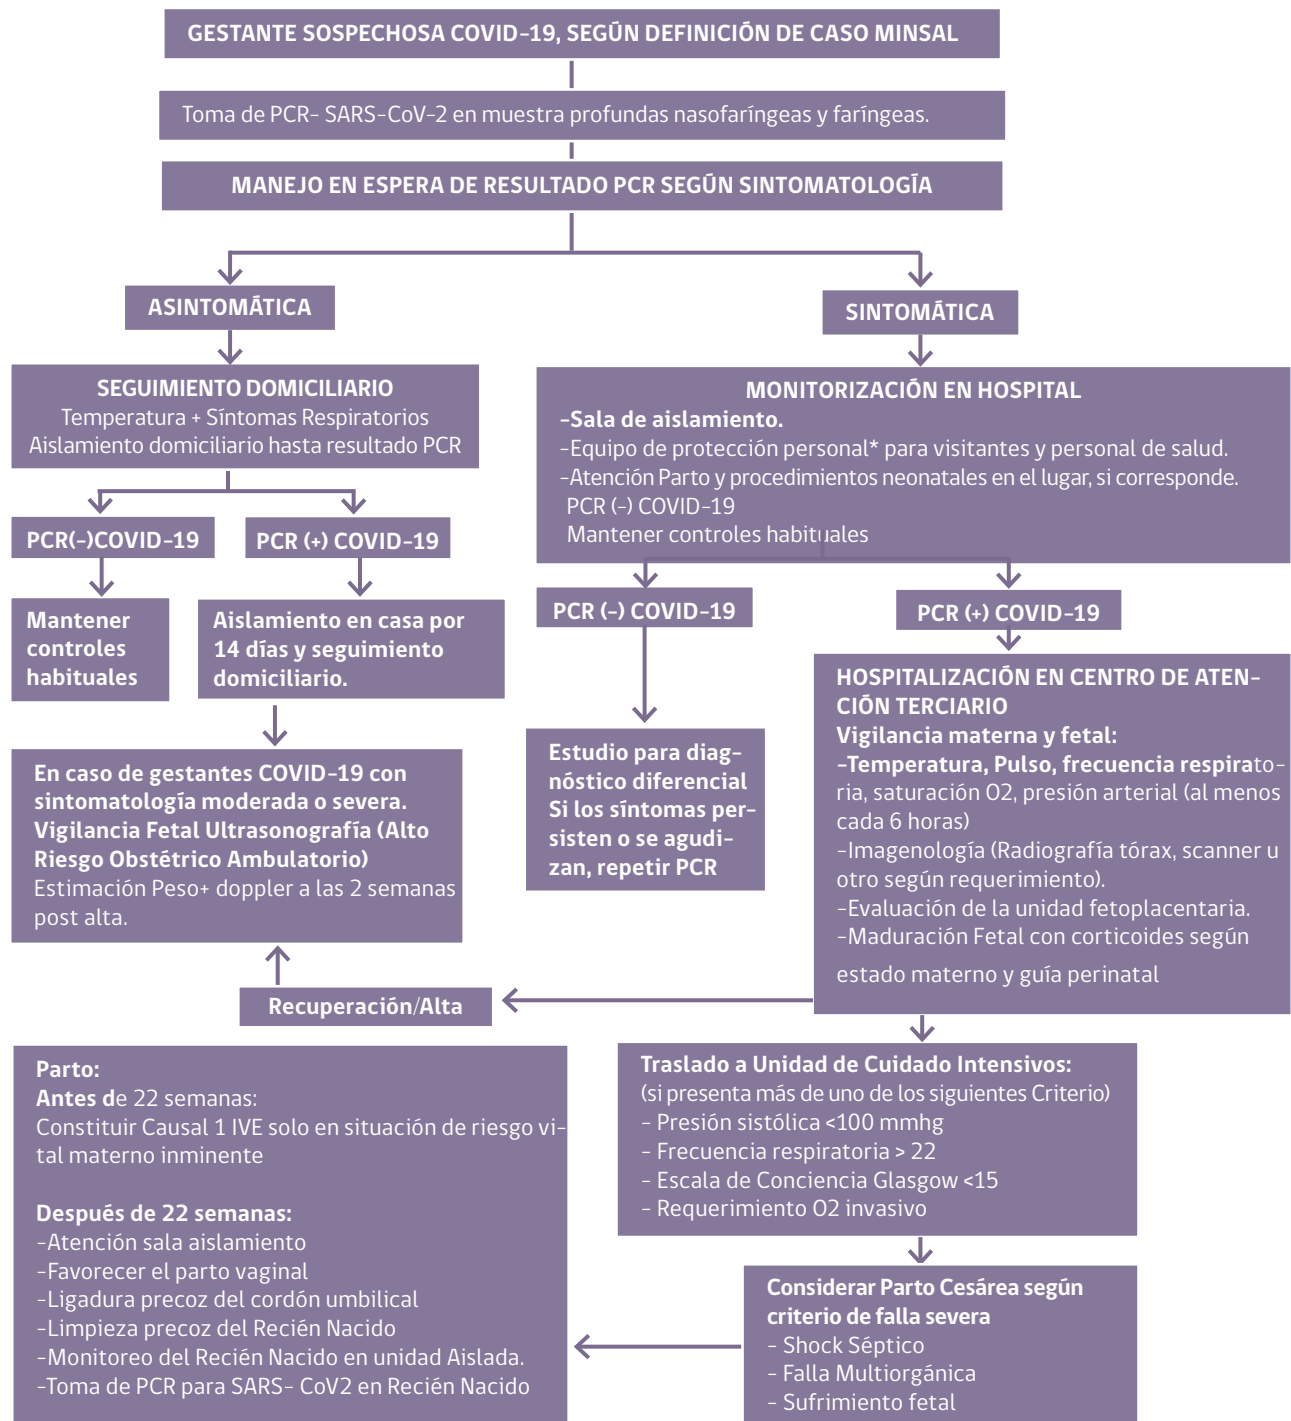 GESTANTE SOSPECHOSA COVID-19, SEGÚN DEFINICIÓN DE CASO MINSAL
Toma de PCR- SARS-CoV-2 en muestra profundas nasofaríngeas y faríngeas.
MANEJO EN ESPERA DE RESULTADO PCR SEGÚN SINTOMATOLOGÍA
ASINTOMÁTICA
SINTOMÁTICA
SEGUIMIENTO DOMICILIARIO
Temperatura + Síntomas Respiratorios
Aislamiento domiciliario hasta resultado PCR
MONITORIZACIÓN EN HOSPITAL
-Sala de aislamiento.
-Equipo de protección personal* para visitantes y personal de salud.
-Atención Parto y procedimientos neonatales en el lugar, si corresponde.
PCR (-) COVID-19
Mantener controles habituales
PCR(-)COVID-19
PCR (+) COVID-19
PCR (-) COVID-19
PCR (+) COVID-19
Mantener
controles
habituales
Aislamiento en casa por
14 días y seguimiento
domiciliario.
HOSPITALIZACIÓN EN CENTRO DE ATEN-
CIÓN TERCIARIO
Vigilancia materna y fetal:
-Temperatura, Pulso, frecuencia respirato-
ria, saturación O2, presión arterial (al menos
cada 6 horas)
-Imagenología (Radiografía tórax, scanner u
otro según requerimiento).
-Evaluación de la unidad fetoplacentaria.
-Maduración Fetal con corticoides según
estado materno y guía perinatal
Estudio para diag-
nóstico diferencial
Si los síntomas per-
sisten o se agudi-
zan, repetir PCR
En caso de gestantes COVID-19 con
sintomatología moderada o severa.
Vigilancia Fetal Ultrasonografía (Alto
Riesgo Obstétrico Ambulatorio)
Estimación Peso+ doppler a las 2 semanas
post alta.
Recuperación/Alta
Traslado a Unidad de Cuidado Intensivos:
(si presenta más de uno de los siguientes Criterio)
- Presión sistólica <100 mmhg
- Frecuencia respiratoria > 22
- Escala de Conciencia Glasgow <15
- Requerimiento O2 invasivo
Parto:
Antes de 22 semanas:
Constituir Causal 1 IVE solo en situación de riesgo vi-
tal materno inminente
Después de 22 semanas:
-Atención sala aislamiento
-Favorecer el parto vaginal
-Ligadura precoz del cordón umbilical
-Limpieza precoz del Recién Nacido
-Monitoreo del Recién Nacido en unidad Aislada.
-Toma de PCR para SARS- CoV2 en Recién Nacido
Considerar Parto Cesárea según
criterio de falla severa
- Shock Séptico
- Falla Multiorgánica
- Sufrimiento fetal